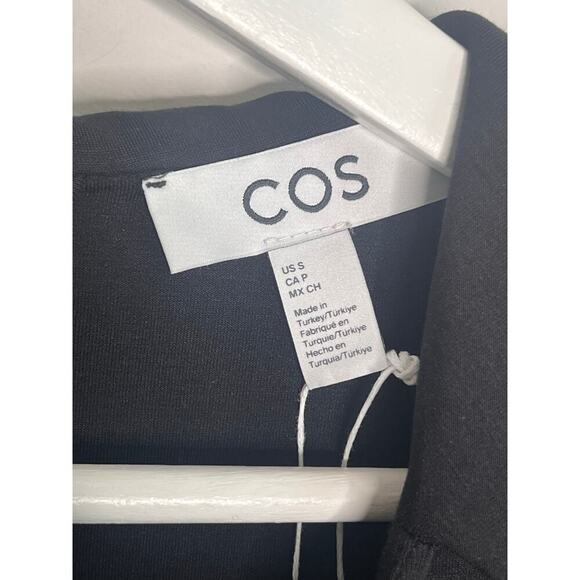 COS
US S
CA P
MX CH
Made in
Turkey/Türkiye
Fabriqué en
Turquie/Türkiye
Hecho en
Turquía/Türkiye